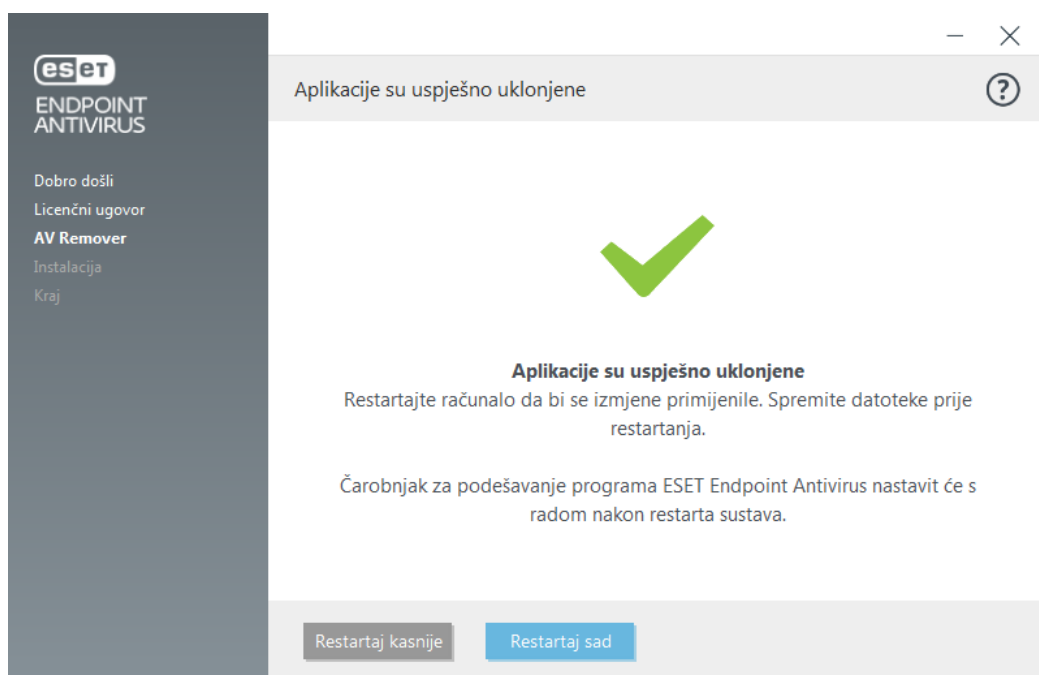 eset
ENDPOINT
ANTIVIRUS
Dobro došli
Licenčni ugovor
AV Remover
Instalacija
Kraj
Aplikacije su uspješno uklonjene
?
Aplikacije su uspješno uklonjene
Restartajte računalo da bi se izmjene primijenile. Spremite datoteke prije
restartanja.
Čarobnjak za podešavanje programa ESET Endpoint Antivirus nastavit će s
radom nakon restarta sustava.
Restartaj kasnije
Restartaj sad